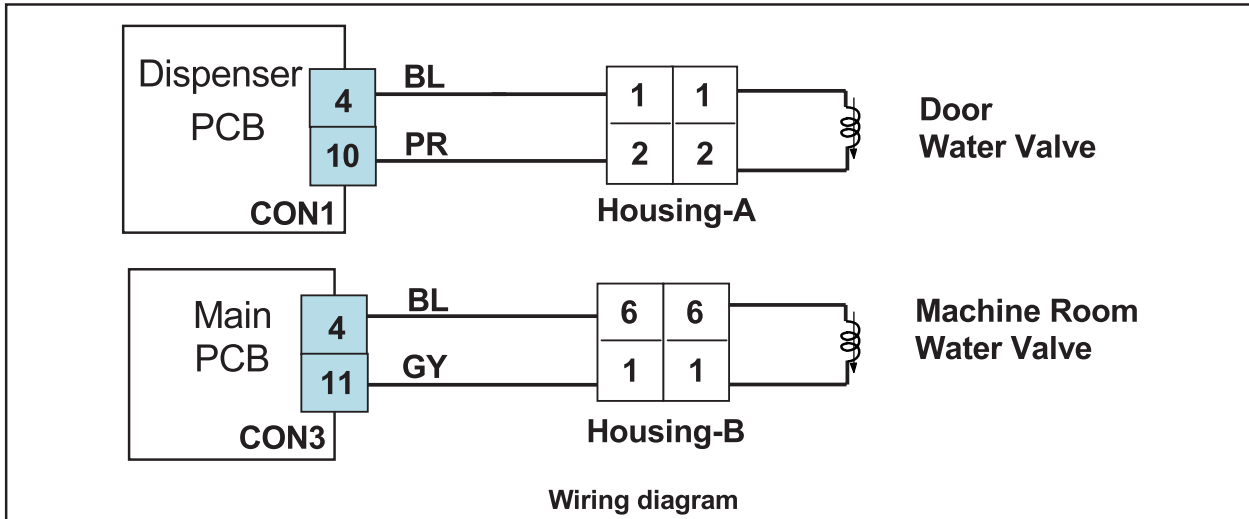 Dispenser
PCB
4
10
CON1
BL
PR
1 1
2 2
Housing-A
Door
Water Valve
Main
PCB
4
11
CON3
BL
GY
6 6
1 1
Housing-B
Machine Room
Water Valve
Wiring diagram